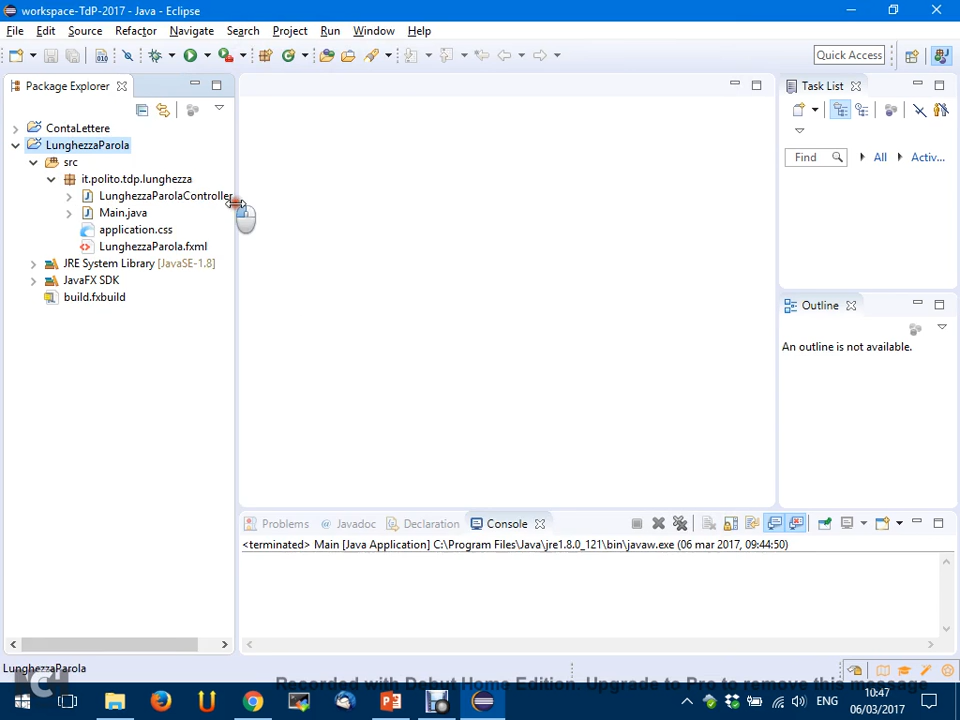 workspace-TdP-2017 - Java - Eclipse
File Edit Source Refactor Navigate Search Project Run Window Help
Quick Access
Package Explorer
ContaLettere
LunghezzaParola
src
it.polito.tdp.lunghezza
LunghezzaParolaController
Main.java
application.css
LunghezzaParola.fxml
JRE System Library [JavaSE-1.8]
JavaFX SDK
build.fxbuild
Task List
Find All Activ...
Outline
An outline is not available.
Problems Javadoc Declaration Console
<terminated> Main [Java Application] C:\Program Files\Java\jre1.8.0_121\bin\javaw.exe (06 mar 2017, 09:44:50)
LunghezzaParola
Recorded with Debut Home Edition. Upgrade to Pro to remove this message
ENG
10:47
06/03/2017